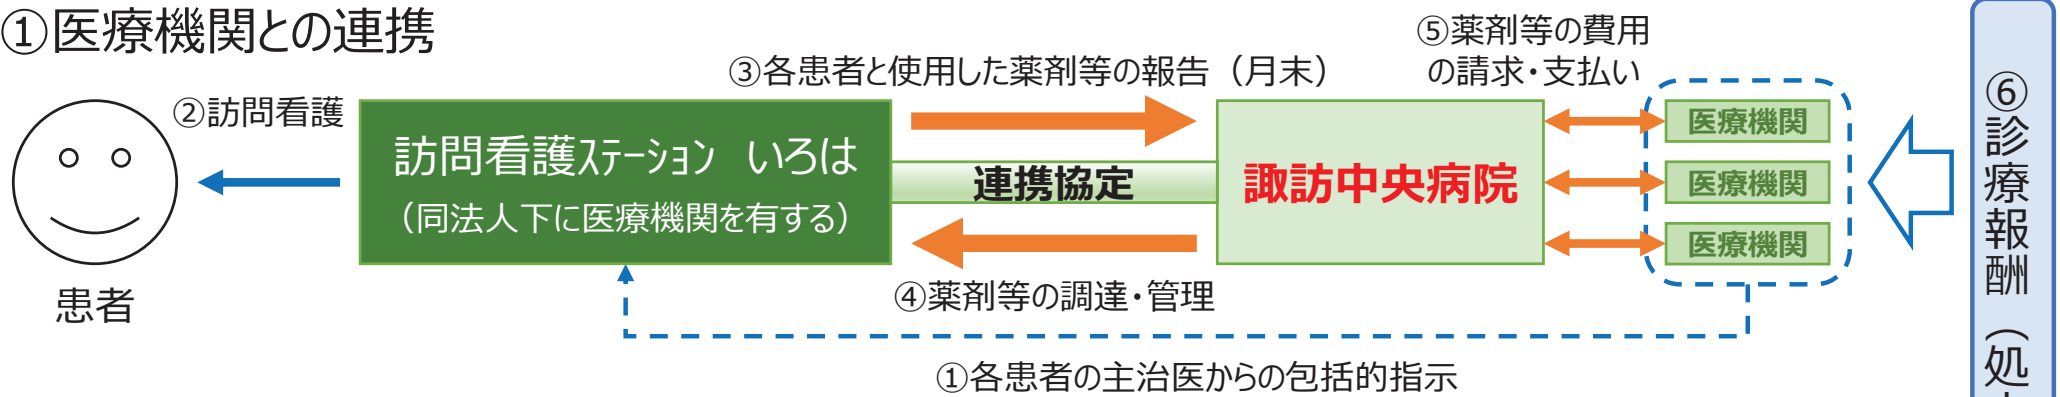 ①医療機関との連携
②訪問看護
患者
訪問看護ステーション いろは
（同法人下に医療機関を有する）
③各患者と使用した薬剤等の報告（月末）
連携協定
④薬剤等の調達・管理
諏訪中央病院
⑤薬剤等の費用
の請求・支払い
医療機関
医療機関
医療機関
①各患者の主治医からの包括的指示
⑥診療報酬（処